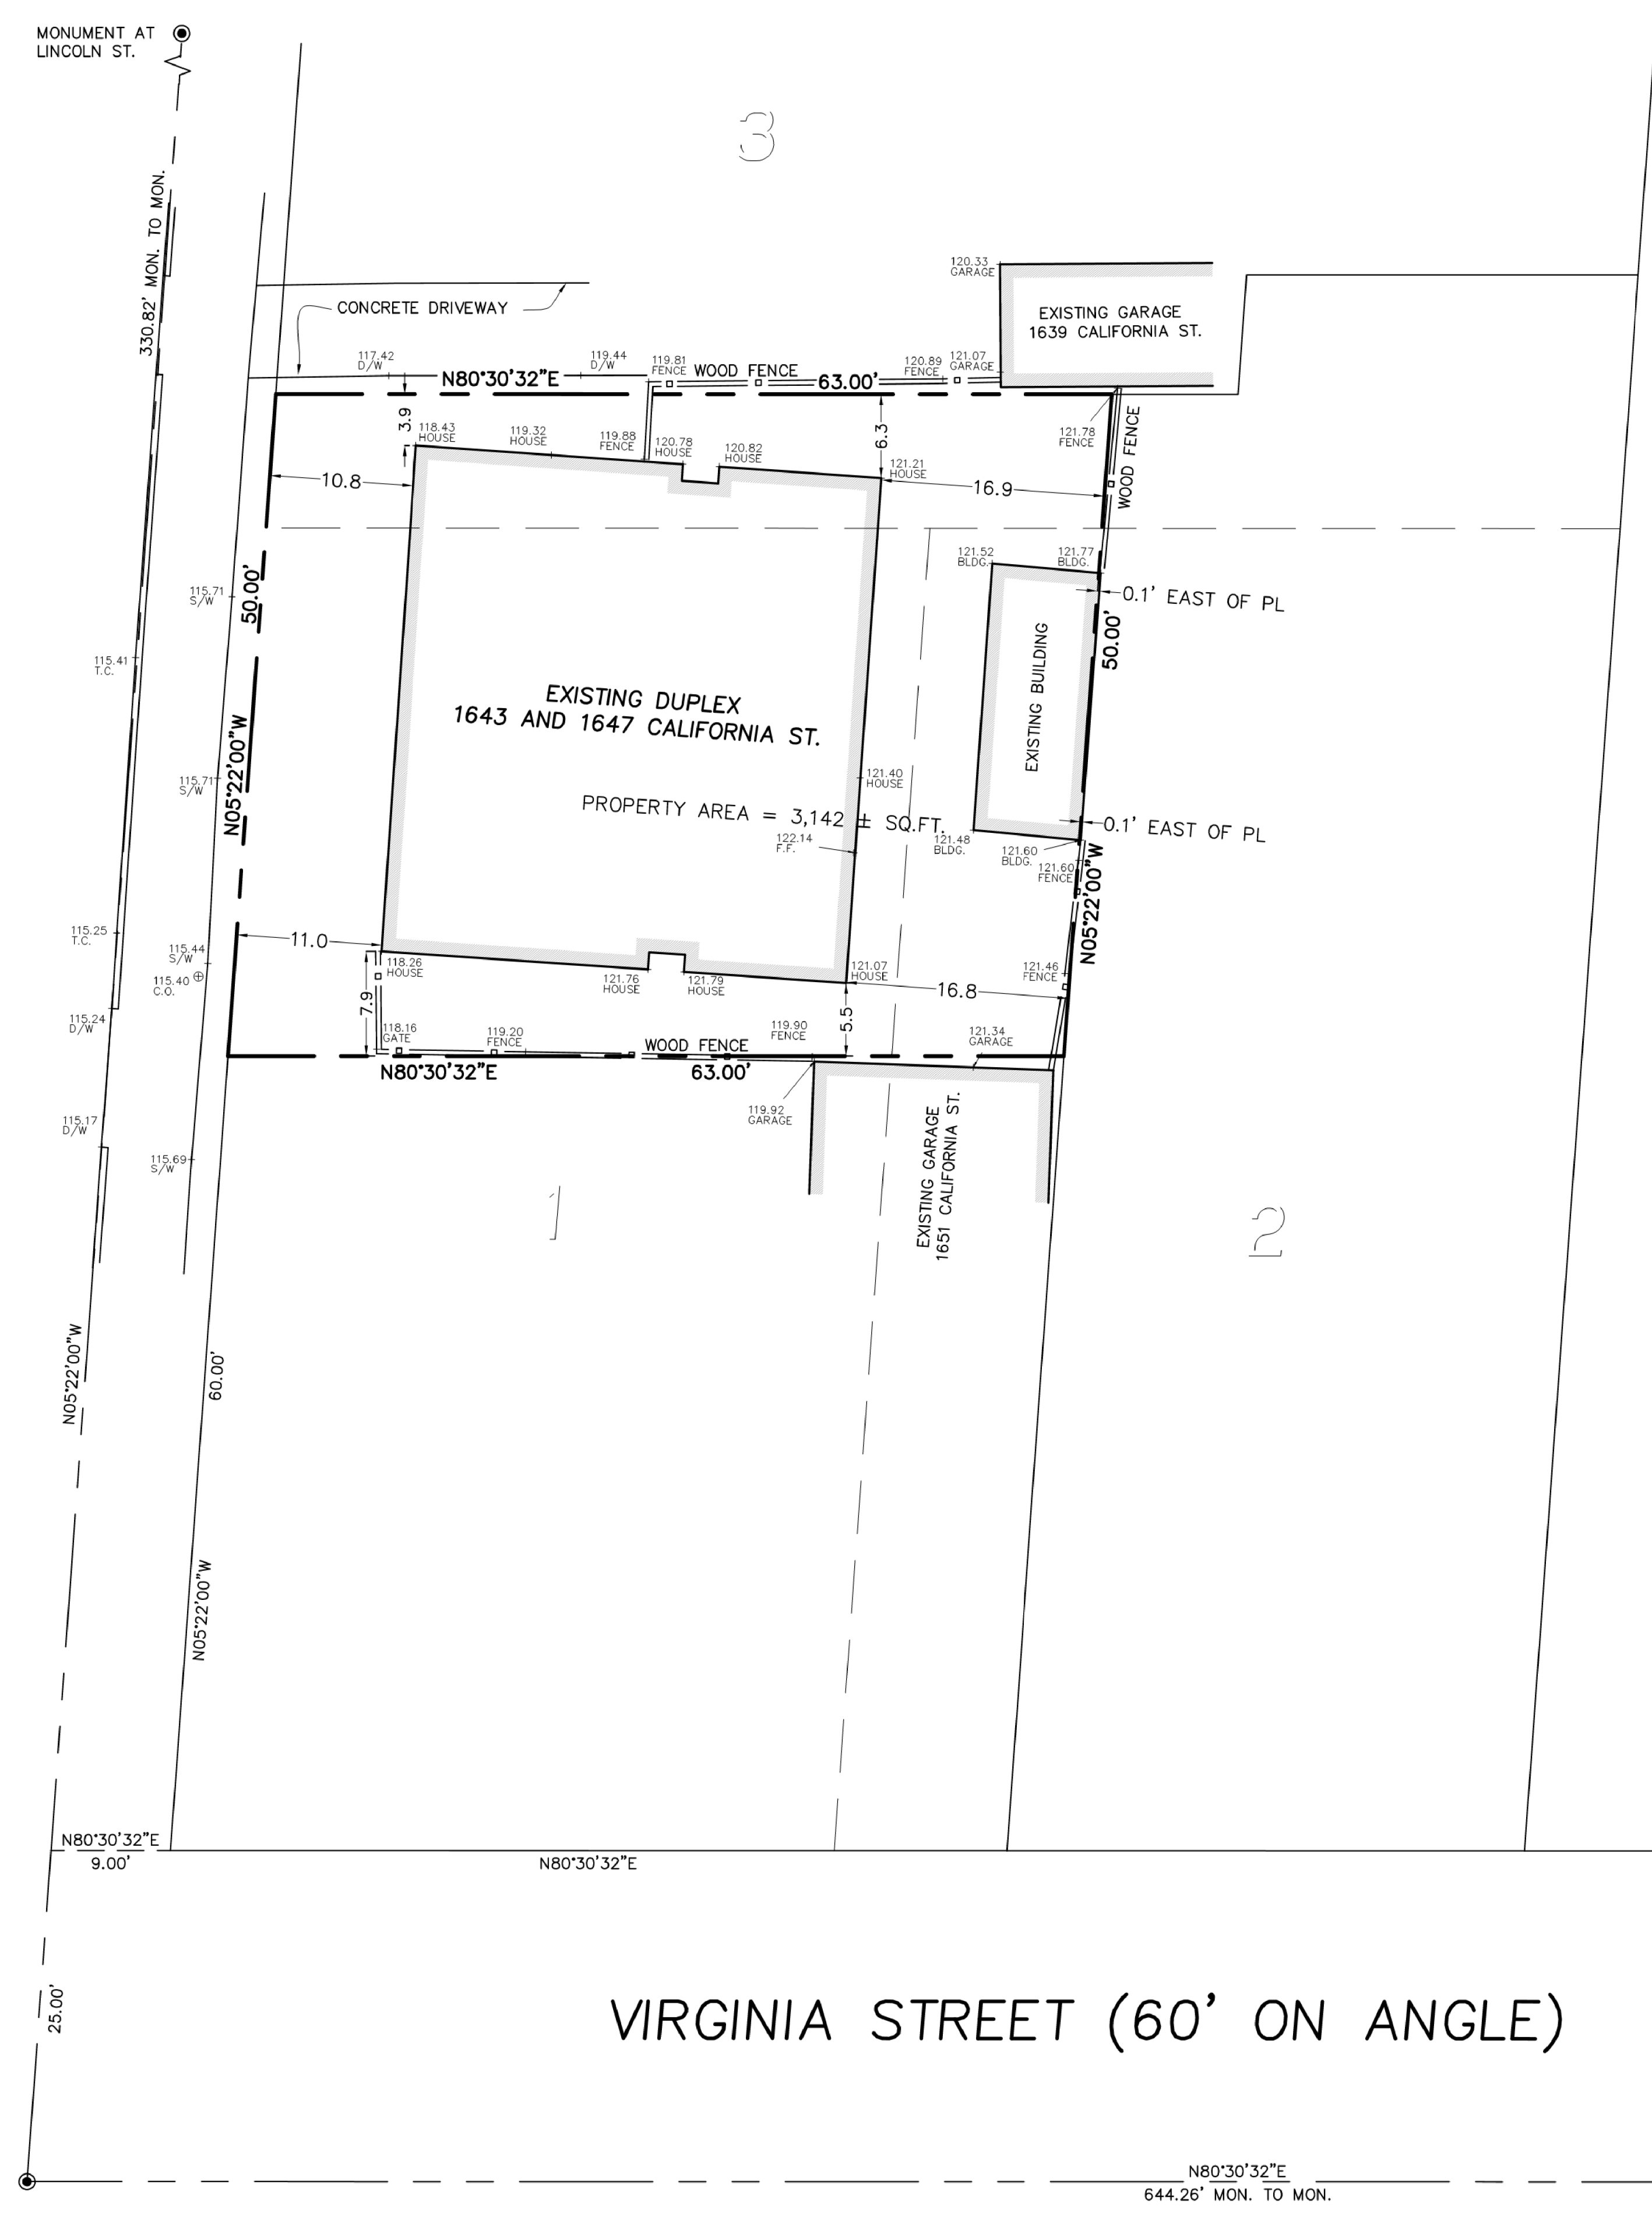 MONUMENT AT
LINCOLN ST.
3
330.82' MON. TO MON.
120.33
GARAGE
EXISTING GARAGE
1639 CALIFORNIA ST.
CONCRETE DRIVEWAY
117.42
D/W
N80°30'32"E
119.44
D/W
119.81
FENCE
WOOD FENCE
63.00'
120.89
FENCE
121.07
GARAGE
3.9
118.43
HOUSE
119.32
HOUSE
119.88
FENCE
120.78
HOUSE
120.82
HOUSE
6.3
121.21
HOUSE
121.78
FENCE
WOOD FENCE
10.8
16.9
121.52
BLDG.
121.77
BLDG.
0.1' EAST OF PL
115.71
S/W
50.00'
50.00'
115.41
T.C.
EXISTING BUILDING
EXISTING DUPLEX
1643 AND 1647 CALIFORNIA ST.
115.71
S/W
N05°22'00"W
121.40
HOUSE
PROPERTY AREA = 3,142 ± SQ.FT.
122.14
F.F.
121.48
BLDG.
0.1' EAST OF PL
121.60
BLDG.
121.60
FENCE
N05°22'00"W
115.25
T.C.
115.44
S/W
115.40
C.O.
11.0
118.26
HOUSE
121.76
HOUSE
121.79
HOUSE
121.07
HOUSE
121.46
FENCE
16.8
7.9
5.5
115.24
D/W
118.16
GATE
119.20
FENCE
WOOD FENCE
119.90
FENCE
121.34
GARAGE
N80°30'32"E
63.00'
115.17
D/W
119.92
GARAGE
115.69
S/W
EXISTING GARAGE
1651 CALIFORNIA ST.
1
2
N05°22'00"W
60.00'
N05°22'00"W
N80°30'32"E
9.00'
N80°30'32"E
25.00'
VIRGINIA STREET (60' ON ANGLE)
N80°30'32"E
644.26' MON. TO MON.